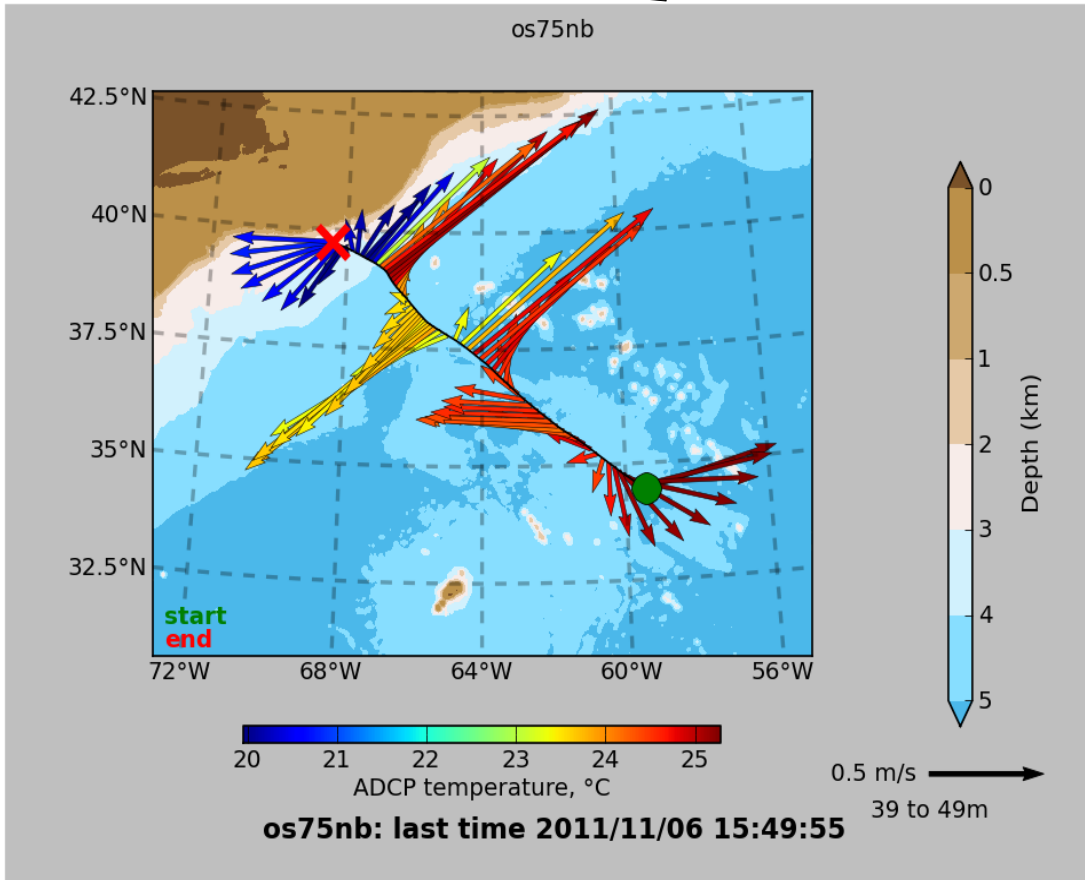 os75nb
42.5°N
40°N
37.5°N
35°N
32.5°N
start
end
72°W 68°W 64°W 60°W 56°W
0
0.5
1
2
3
4
5
Depth (km)
20 21 22 23 24 25
ADCP temperature, °C
0.5 m/s
39 to 49m
os75nb: last time 2011/11/06 15:49:55